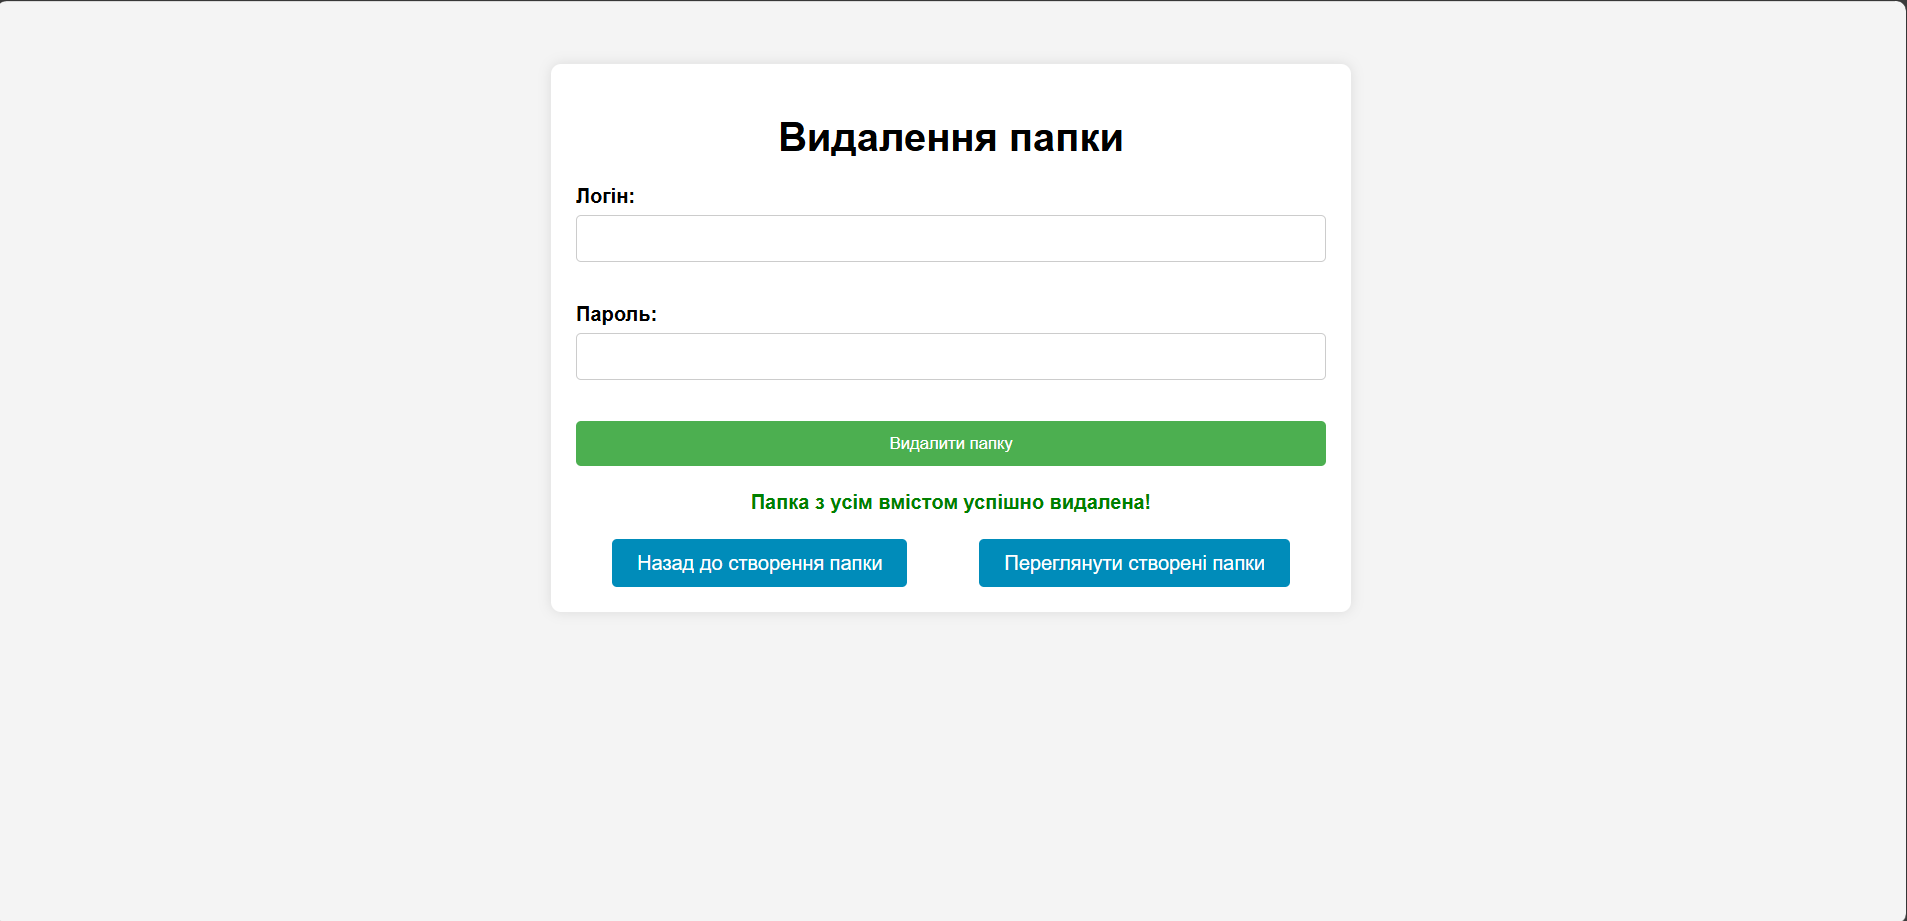 Видалення папки
Логін:
Пароль:
Видалити папку
Папка з усім вмістом успішно видалена!
Назад до створення папки
Переглянути створені папки